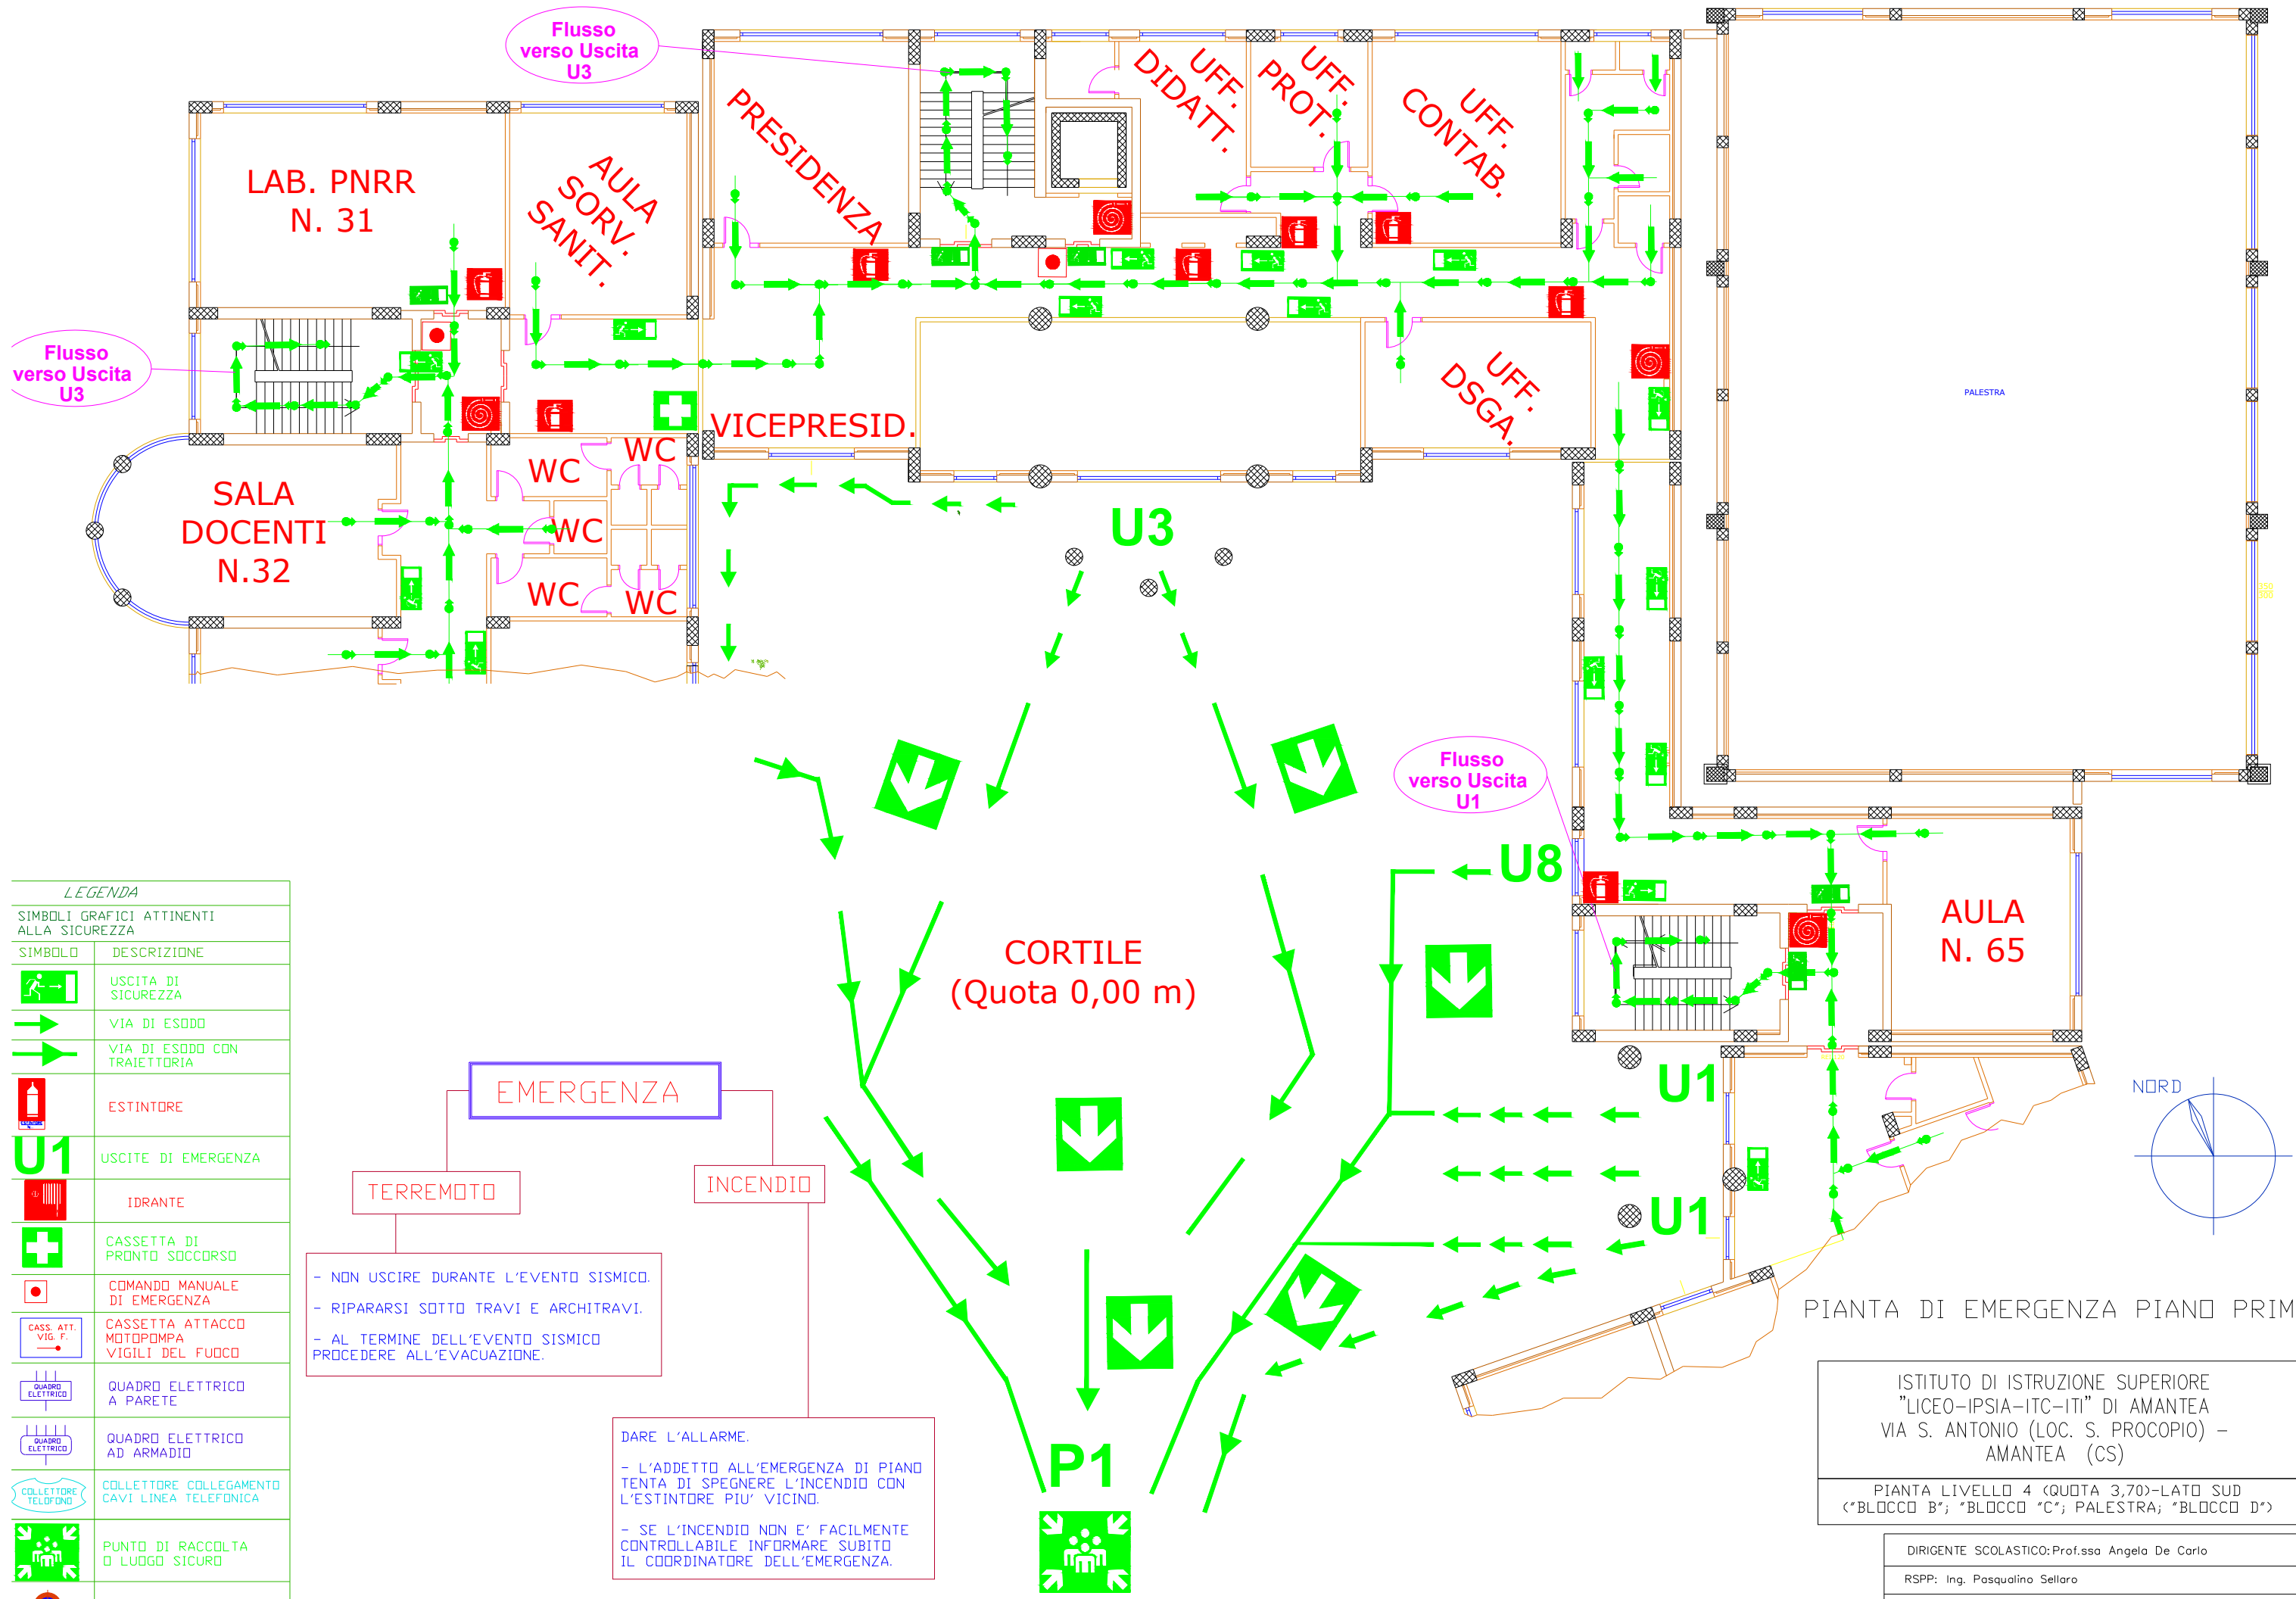 Flusso
verso Uscita
U3
PRESIDENZA
UFF.
DIDATT.
UFF.
PROT.
UFF.
CONTAB.
LAB. PNRR
N. 31
AULA
SORV.
SANIT.
Flusso
verso Uscita
U3
VICEPRESID.
UFF.
DSGA.
PALESTRA
SALA
DOCENTI
N.32
WC
WC
WC
WC
WC
U3
Flusso
verso Uscita
U1
U8
AULA
N. 65
CORTILE
(Quota 0,00 m)
U1
U1
NORD
LEGENDA
SIMBOLI GRAFICI ATTINENTI
ALLA SICUREZZA
SIMBOLO DESCRIZIONE
USCITA DI
SICUREZZA
VIA DI ESODO
VIA DI ESODO CON
TRAIETTORIA
ESTINTORE
U1 USCITE DI EMERGENZA
IDRANTE
CASSETTA DI
PRONTO SOCCORSO
COMANDO MANUALE
DI EMERGENZA
CASS. ATT.
VIG. F.
CASSETTA ATTACCO
MOTOPOMPA
VIGILI DEL FUOCO
QUADRO
ELETTRICO
QUADRO ELETTRICO
A PARETE
QUADRO
ELETTRICO
QUADRO ELETTRICO
AD ARMADIO
COLLETTORE
TELOFONO
COLLETTORE COLLEGAMENTO
CAVI LINEA TELEFONICA
PUNTO DI RACCOLTA
O LUOGO SICURO
EMERGENZA
TERREMOTO
INCENDIO
- NON USCIRE DURANTE L'EVENTO SISMICO.
- RIPARARSI SOTTO TRAVI E ARCHITRAVI.
- AL TERMINE DELL'EVENTO SISMICO
PROCEDERE ALL'EVACUAZIONE.
DARE L'ALLARME.
- L'ADDETTO ALL'EMERGENZA DI PIANO
TENTA DI SPEGNERE L'INCENDIO CON
L'ESTINTORE PIU' VICINO.
- SE L'INCENDIO NON E' FACILMENTE
CONTROLLABILE INFORMARE SUBITO
IL COORDINATORE DELL'EMERGENZA.
P1
PIANTA DI EMERGENZA PIANO PRIM
ISTITUTO DI ISTRUZIONE SUPERIORE
"LICEO-IPSIA-ITC-ITI" DI AMANTEA
VIA S. ANTONIO (LOC. S. PROCOPIO) -
AMANTEA (CS)
PIANTA LIVELLO 4 (QUOTA 3,70)-LATO SUD
("BLOCCO B"; "BLOCCO "C"; PALESTRA; "BLOCCO D")
DIRIGENTE SCOLASTICO: Prof.ssa Angela De Carlo
RSPP: Ing. Pasqualino Sellaro